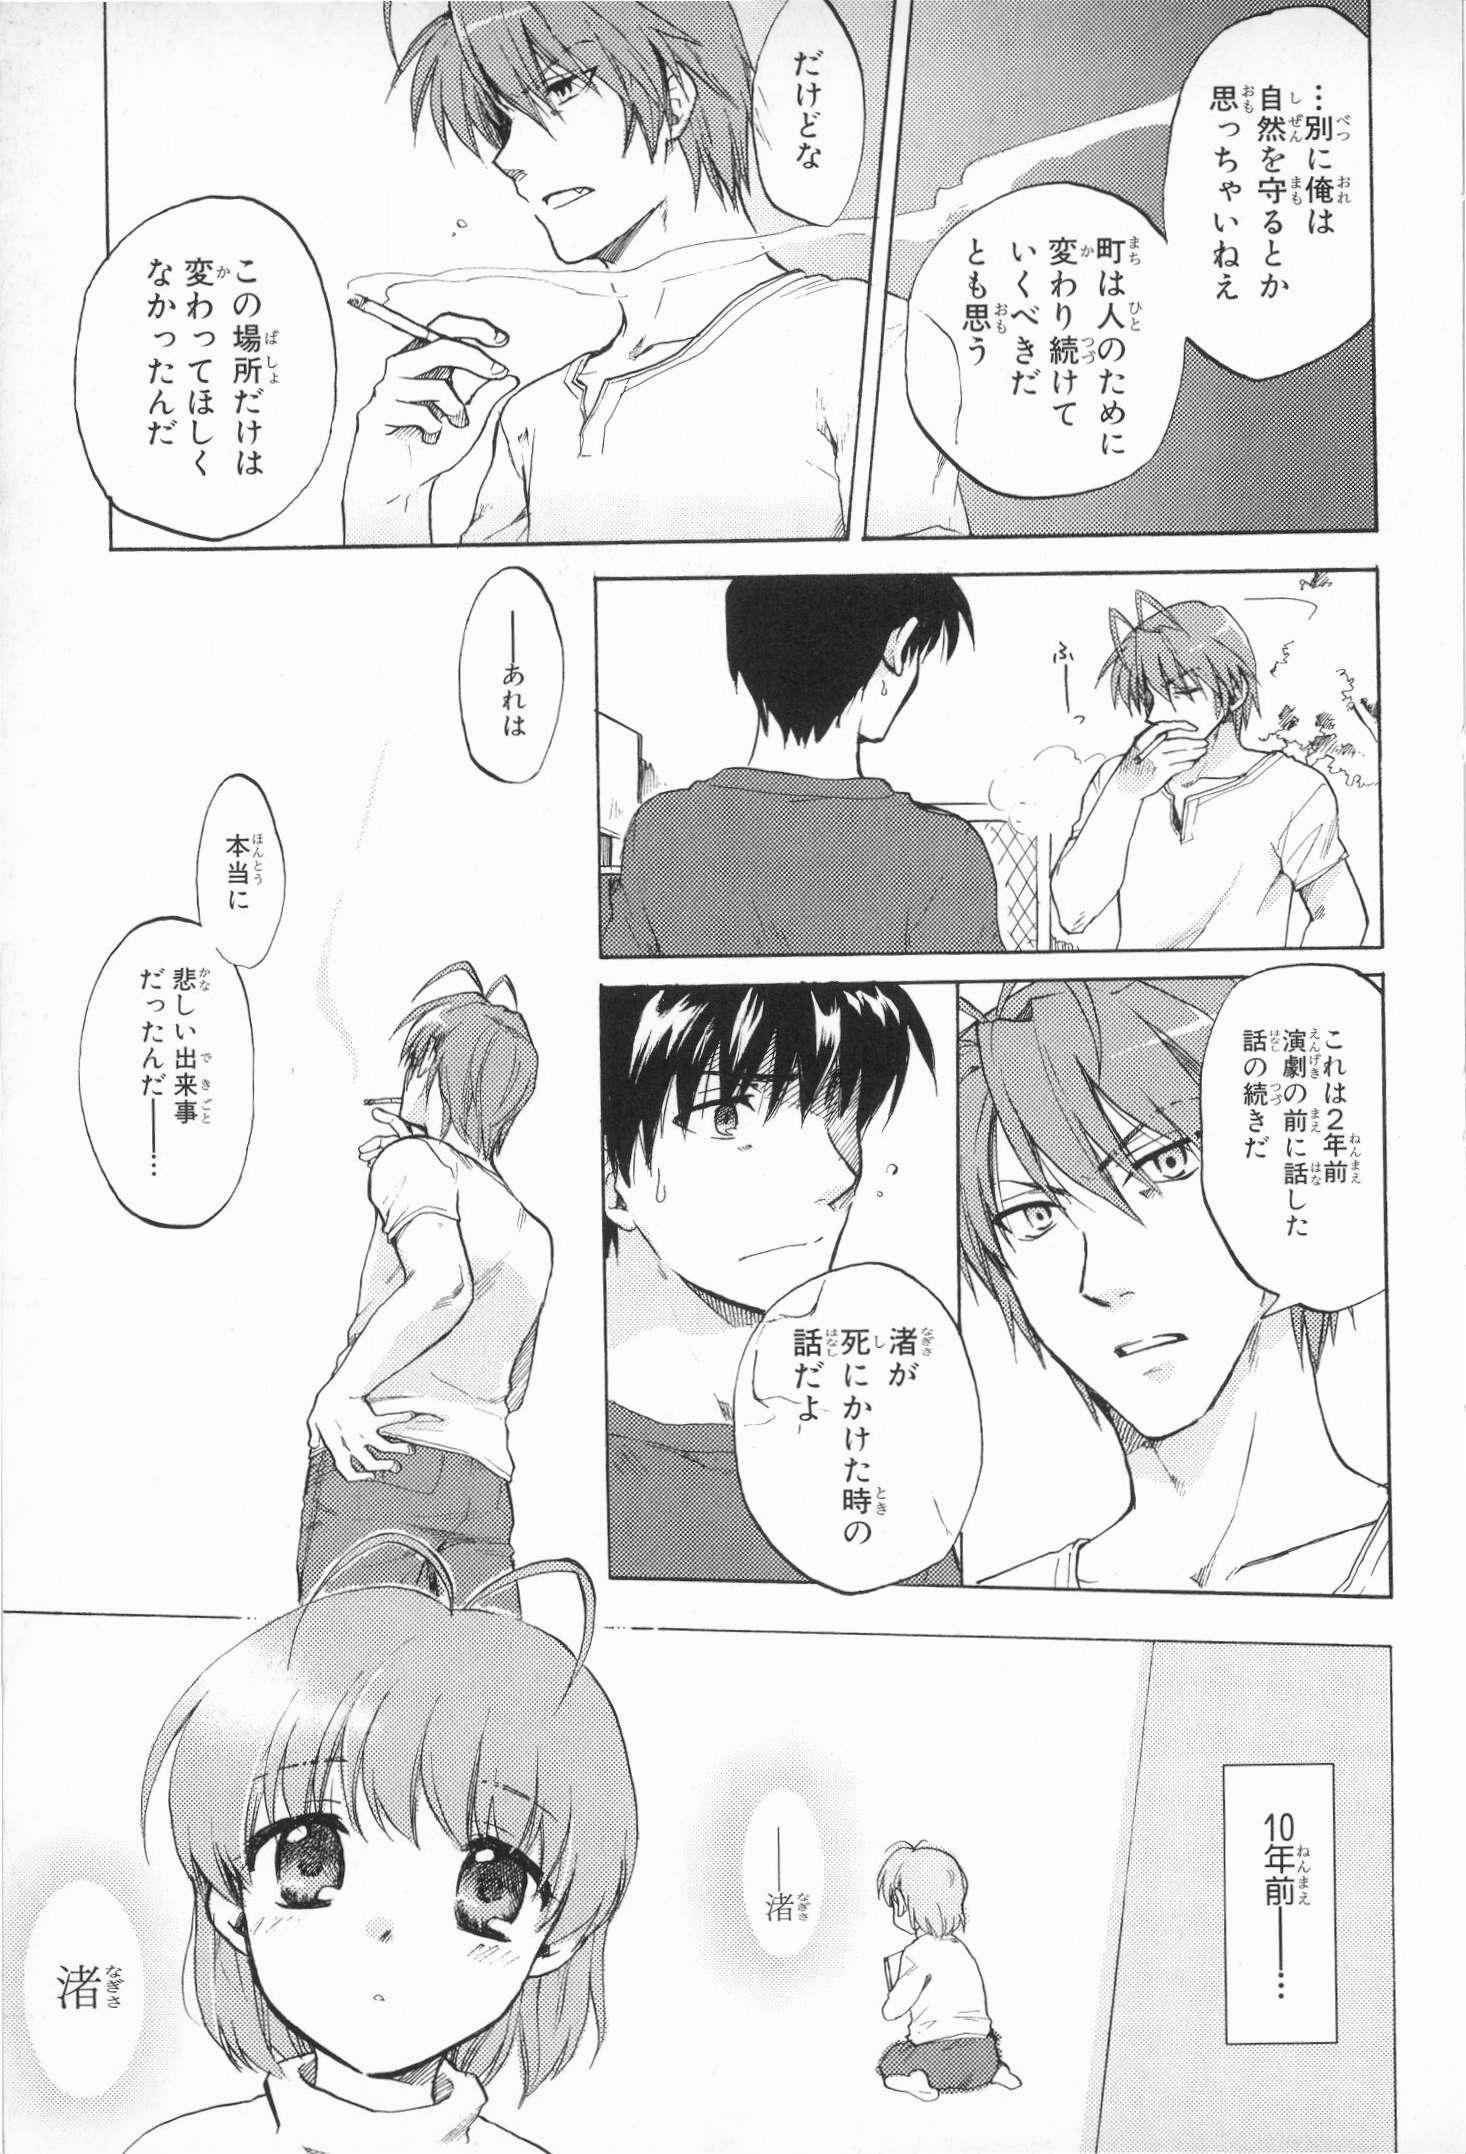 …別に俺は
自然を守るとか
思っちゃいねえ
町は人のために
変わり続けて
いくべきだ
とも思う
だけどな
この場所だけは
変わってほしく
なかったんだ
ふーっ
これは2年前
演劇の前に話した
話の続きだ
渚が
死にかけた時の
話だよ
――あれは
本当に
悲しい出来事
だったんだ――…
10年前――…
――渚
渚